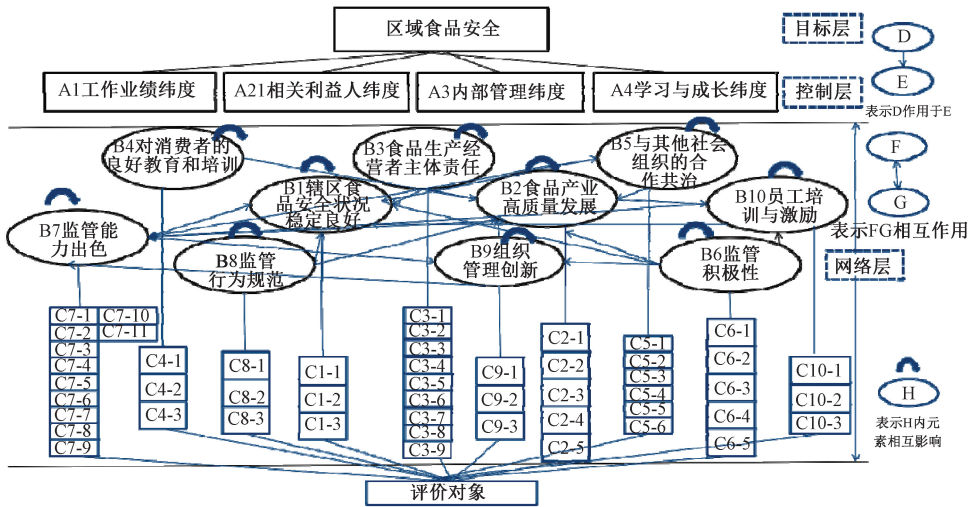 区域食品安全
目标层
D
A1工作业绩纬度
A21相关利益人纬度
A3内部管理纬度
A4学习与成长纬度
控制层
E
表示D作用于E
B4对消费者的
良好教育和培训
B3食品生产经
营者主体责任
B5与其他社会
组织的合
作共治
F
B1辖区食
品安全状况
稳定良好
B2食品产业
高质量发展
B10员工培
训与激励
G
表示FG相互作用
B7监管能
力出色
B8监管
行为规范
B9组织
管理创新
B6监管
积极性
网络层
C7-1
C7-10
C7-2
C7-11
C7-3
C7-4
C7-5
C7-6
C7-7
C7-8
C7-9
C4-1
C4-2
C4-3
C8-1
C8-2
C8-3
C1-1
C1-2
C1-3
C3-1
C3-2
C3-3
C3-4
C3-5
C3-6
C3-7
C3-8
C3-9
C9-1
C9-2
C9-3
C2-1
C2-2
C2-3
C2-4
C2-5
C5-1
C5-2
C5-3
C5-4
C5-5
C5-6
C6-1
C6-2
C6-3
C6-4
C6-5
C10-1
C10-2
C10-3
H
表示H内元
素相互影响
评价对象